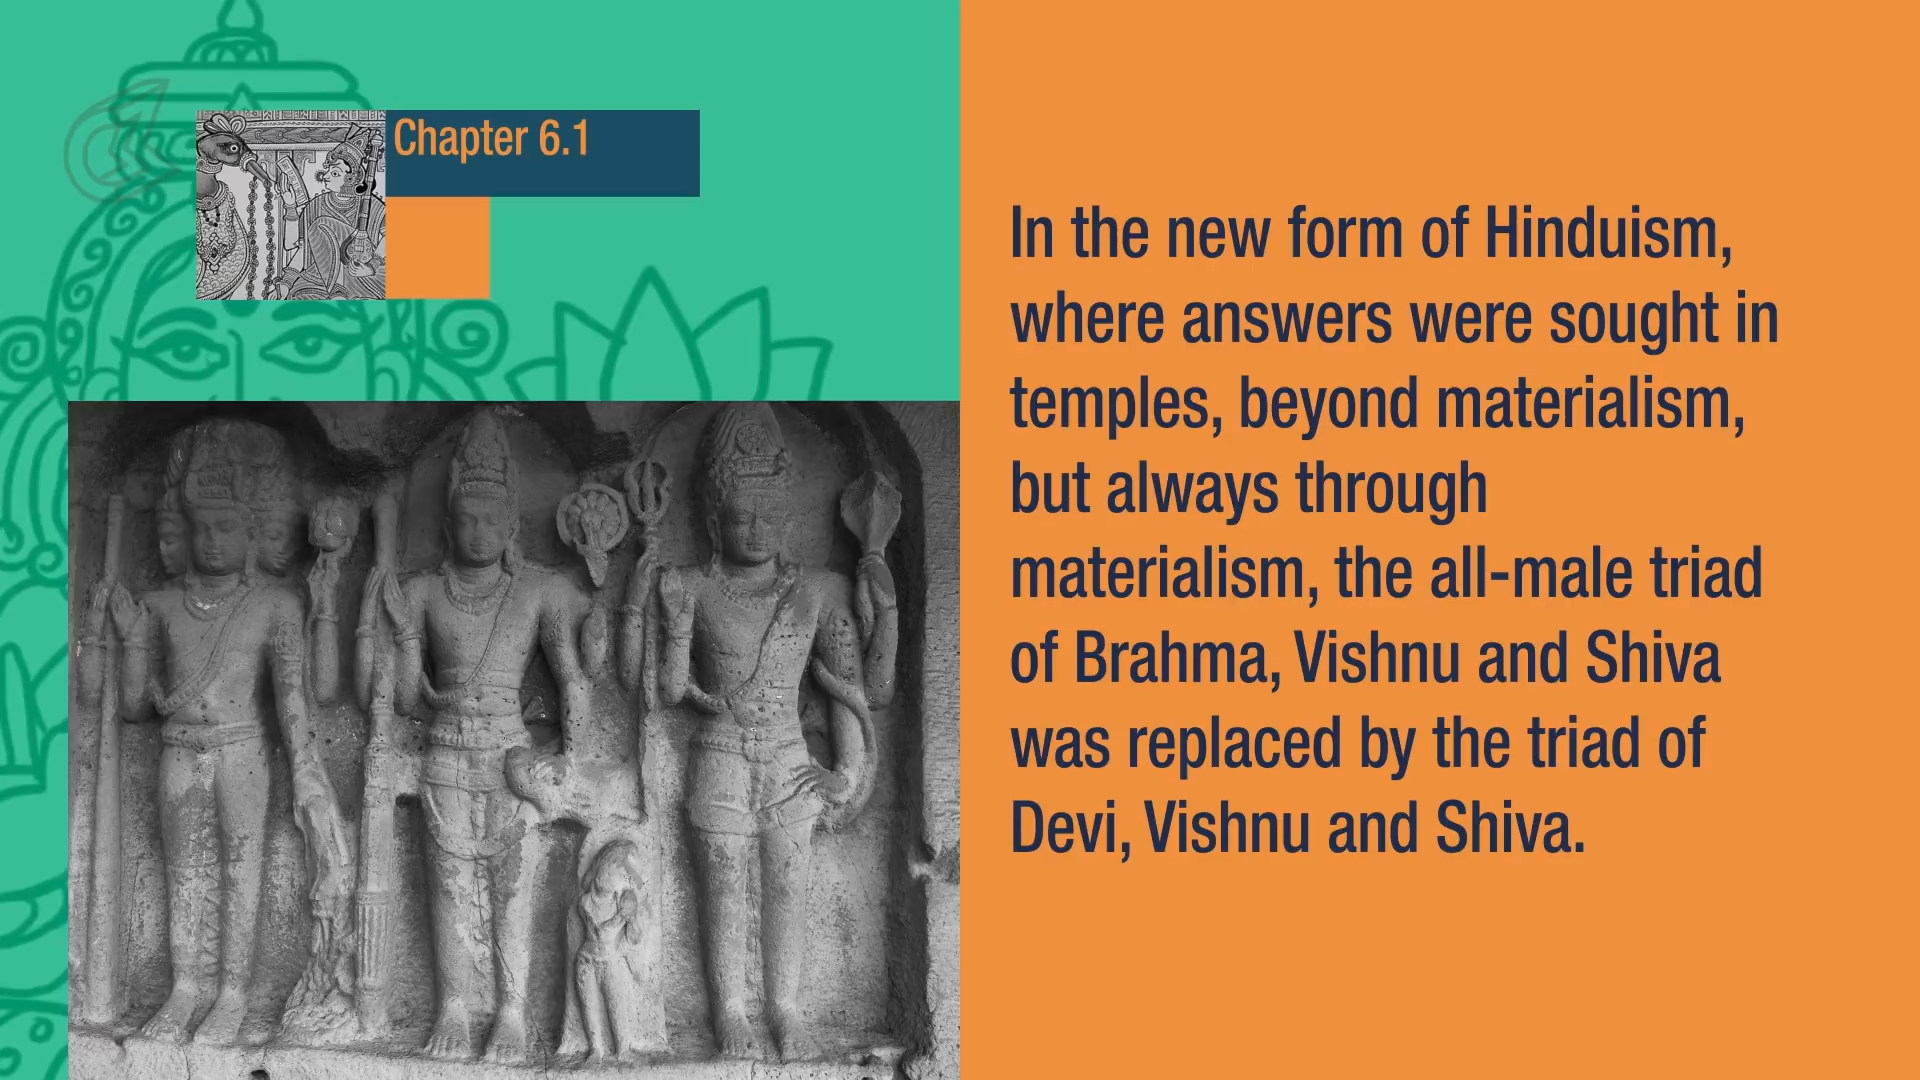 Chapter 6.1
In the new form of Hinduism,
where answers were sought in
temples, beyond materialism,
but always through
materialism, the all-male triad
of Brahma, Vishnu and Shiva
was replaced by the triad of
Devi, Vishnu and Shiva.